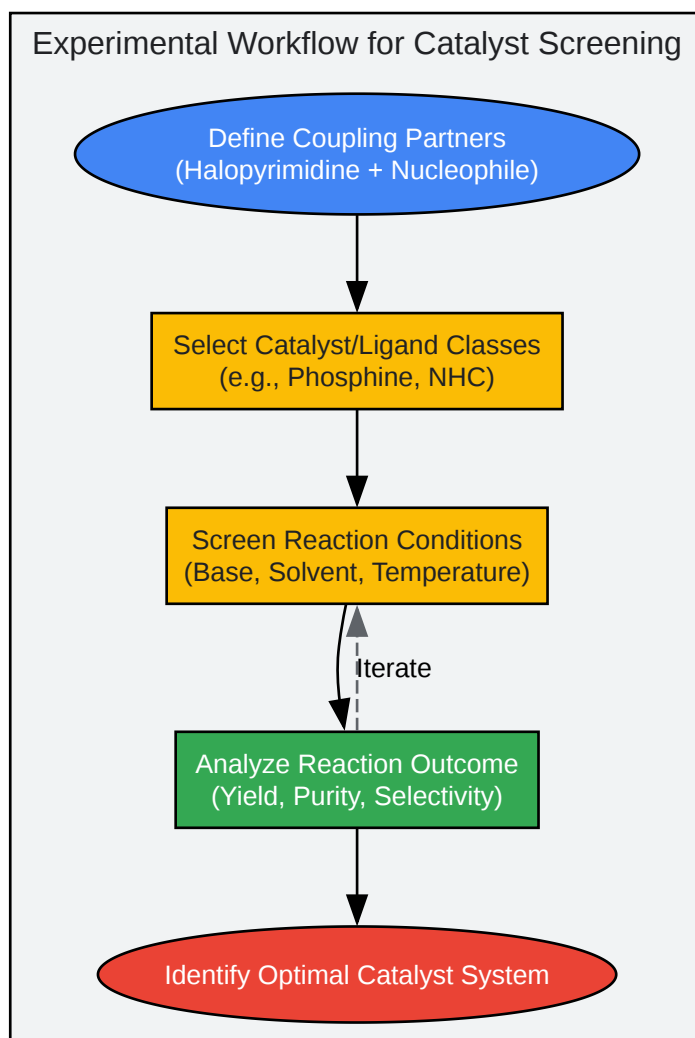 Experimental Workflow for Catalyst Screening
Define Coupling Partners
(Halopyrimidine + Nucleophile)
Select Catalyst/Ligand Classes
(e.g., Phosphine, NHC)
Screen Reaction Conditions
(Base, Solvent, Temperature)
Iterate
Analyze Reaction Outcome
(Yield, Purity, Selectivity)
Identify Optimal Catalyst System